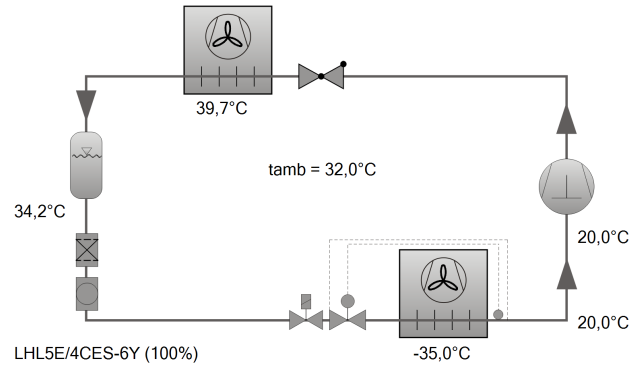 39,7°C
tamb = 32,0°C
34,2°C
20,0°C
20,0°C
LHL5E/4CES-6Y (100%)
-35,0°C